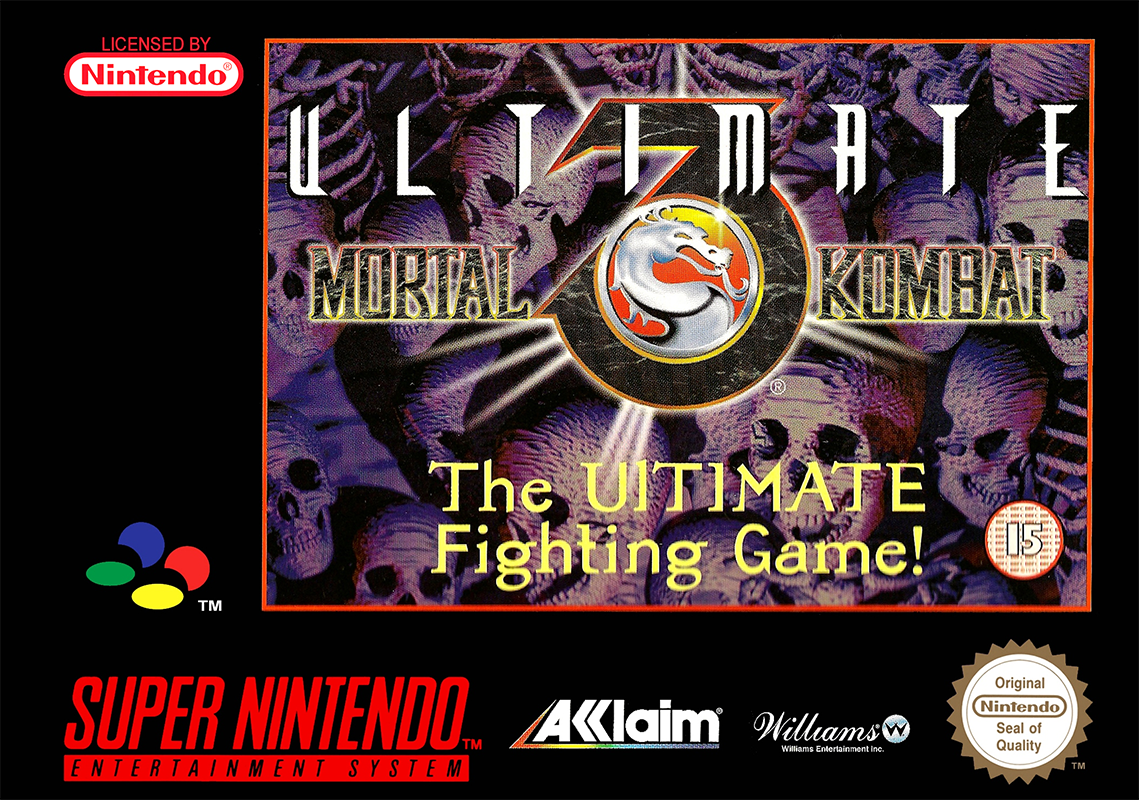 LICENSED BY
Nintendo®
ULTIMATE
3
MORTAL KOMBAT
®
The UlTIMATE
Fighting Game!
15
TM
SUPER NINTENDO TM
ENTERTAINMENT SYSTEM
AKKlaim®
Williams® W
Williams Entertainment Inc.
Original
Nintendo
Seal of
Quality
TM